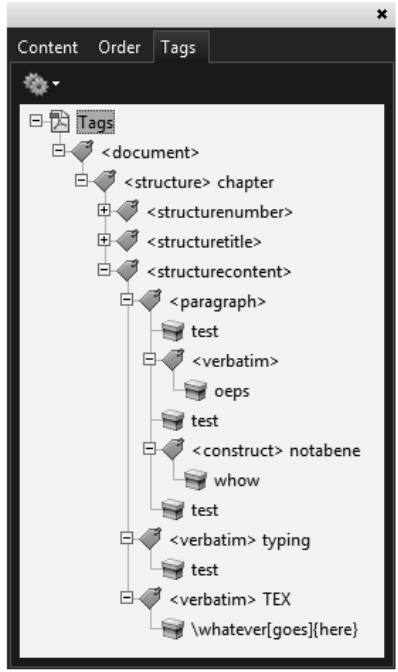 Content Order Tags
Tags
<document>
<structure> chapter
<structurenumber>
<structuretitle>
<structurecontent>
<paragraph>
test
<verbatim>
oeps
test
<construct> notabene
whow
test
<verbatim> typing
test
<verbatim> TEX
\whatever[goes]{here}